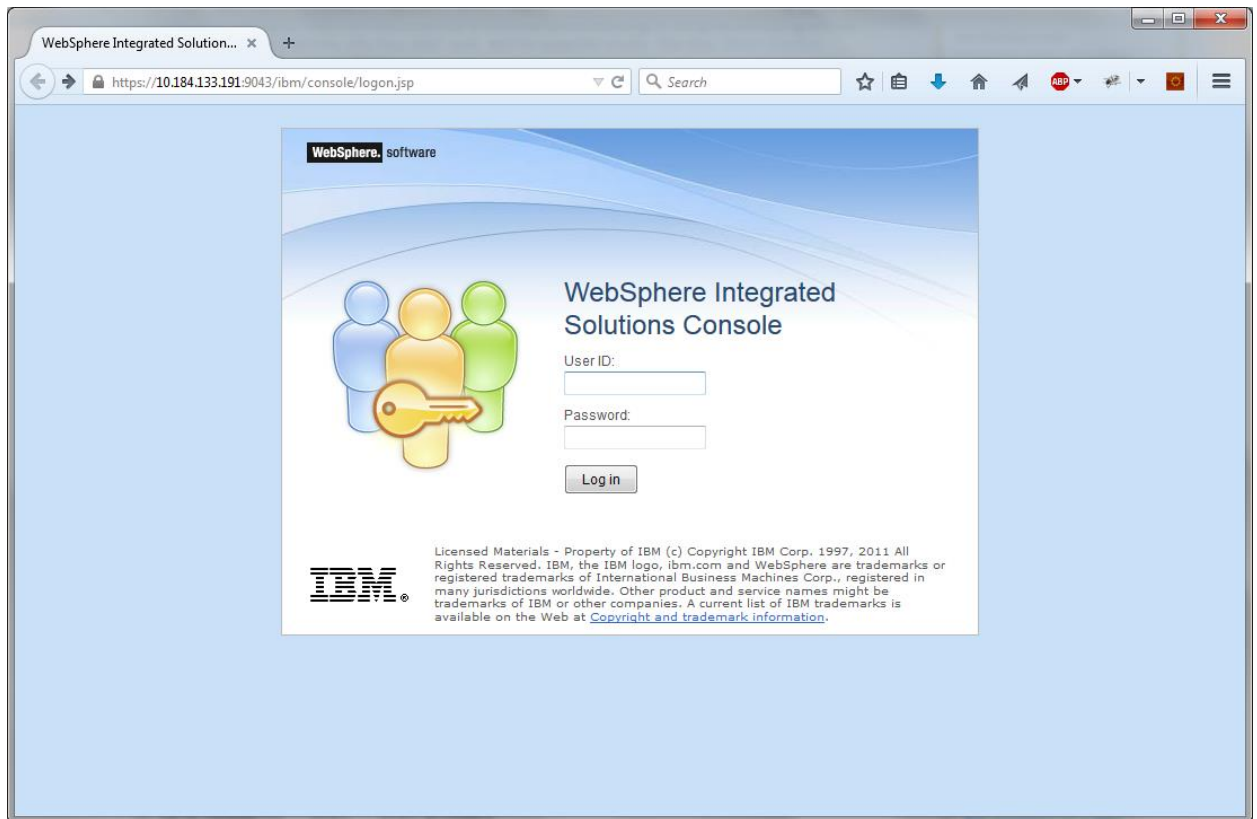 WebSphere Integrated Solution...
https://10.184.133.191:9043/ibm/console/logon.jsp
Search
ABP
WebSphere. software
WebSphere Integrated
Solutions Console
User ID:
Password:
Log in
IBM®
Licensed Materials - Property of IBM (c) Copyright IBM Corp. 1997, 2011 All
Rights Reserved. IBM, the IBM logo, ibm.com and WebSphere are trademarks or
registered trademarks of International Business Machines Corp., registered in
many jurisdictions worldwide. Other product and service names might be
trademarks of IBM or other companies. A current list of IBM trademarks is
available on the Web at Copyright and trademark information.